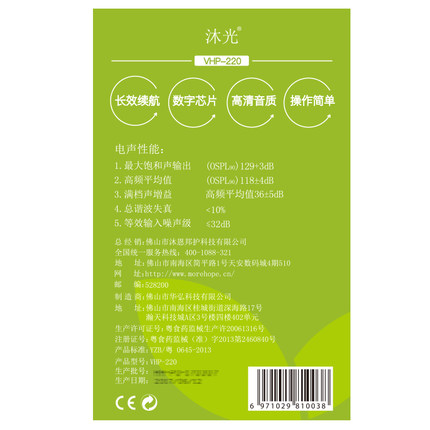 沐光®
VHP-220
长效续航 数字芯片 高清音质 操作简单
电声性能：
1.最大饱和声输出 (OSPL90)129+3dB
2.高频平均值 (OSPL90)118±4dB
3.满档声增益 高频平均值36±5dB
4.总谐波失真 <10%
5.等效输入噪声级 ≤32dB
总 经 销：佛山市沐恩邦护科技有限公司
全国统一服务热线：400-1088-321
地 址：佛山市南海区简平路1号天安数码城4期510
网 址：http://www.morehope.cn/
邮 编：528200
制 造 商：佛山市华弘科技有限公司
地 址：佛山市南海区桂城街道深海路17号
瀚天科技城A区3号楼四楼402单元
生产许可证号：粤食药监械生产许20061316号
注册证号：粤食药监械（准）字2013第2460840号
产品标准：YZB/粤 0645-2013
产品型号：VHP-220
生产批号：
生产日期：
CE
6 971029 810038